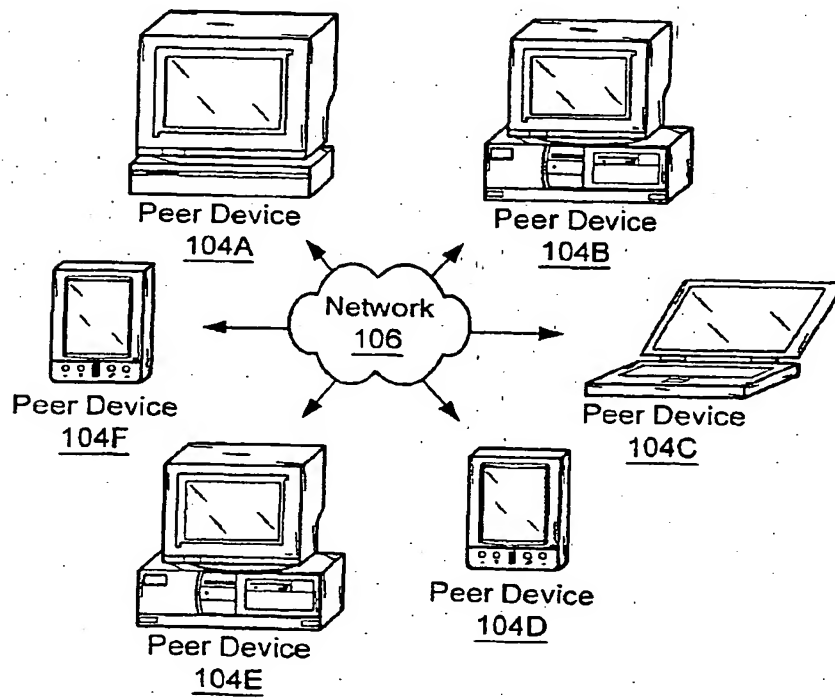 Peer Device
104A
Peer Device
104B
Network
106
Peer Device
104F
Peer Device
104C
Peer Device
104D
Peer Device
104E